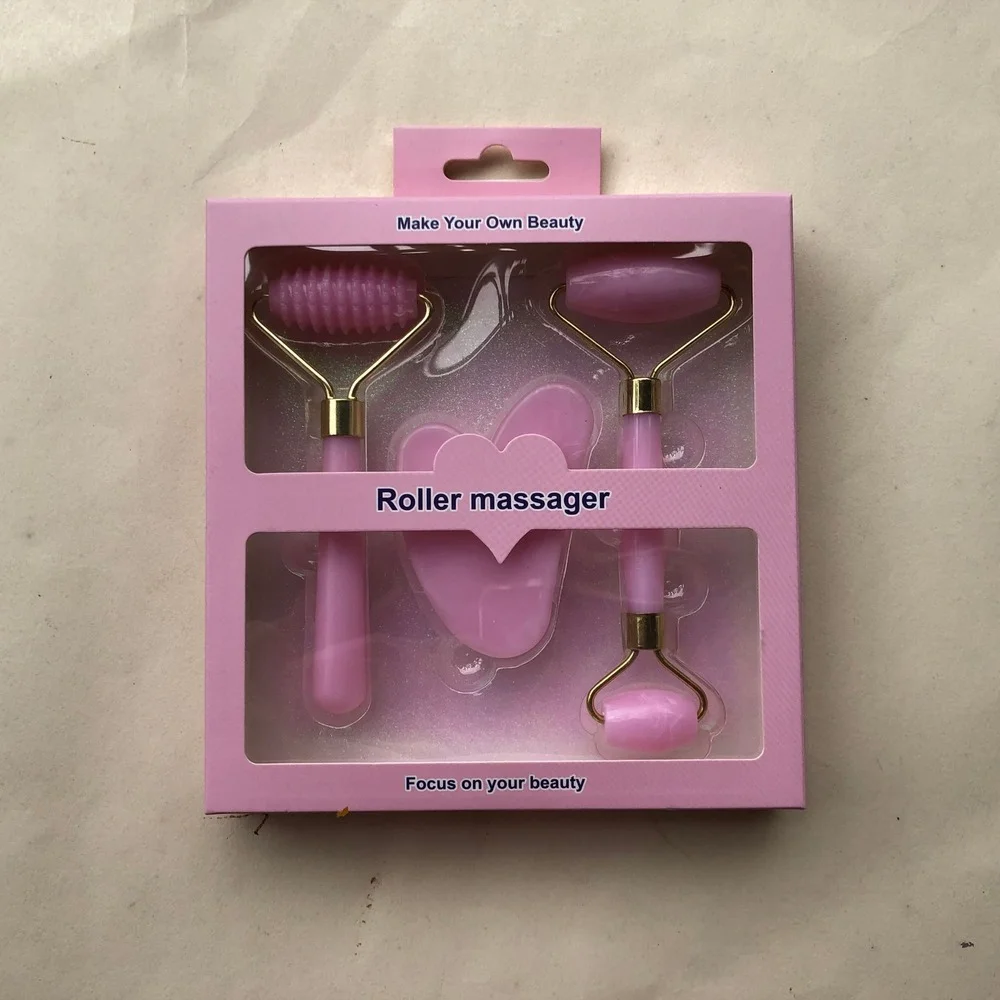 Make Your Own Beauty
Roller massager
Focus on your beauty